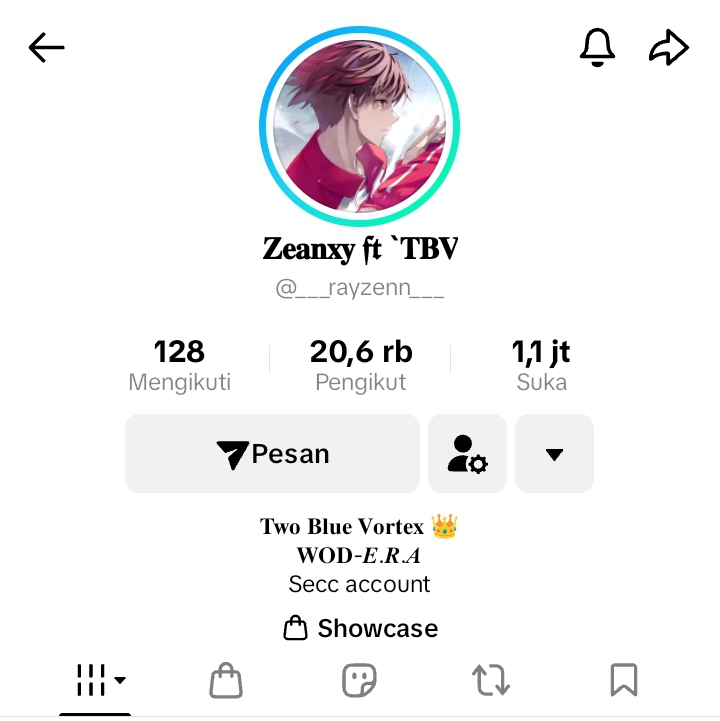 Zeanxy ft `TBV
@___rayzenn___
128
20,6 rb
1,1 jt
Mengikuti
Pengikut
Suka
Pesan
Two Blue Vortex 👑
WOD-E.R.A
Secc account
Showcase